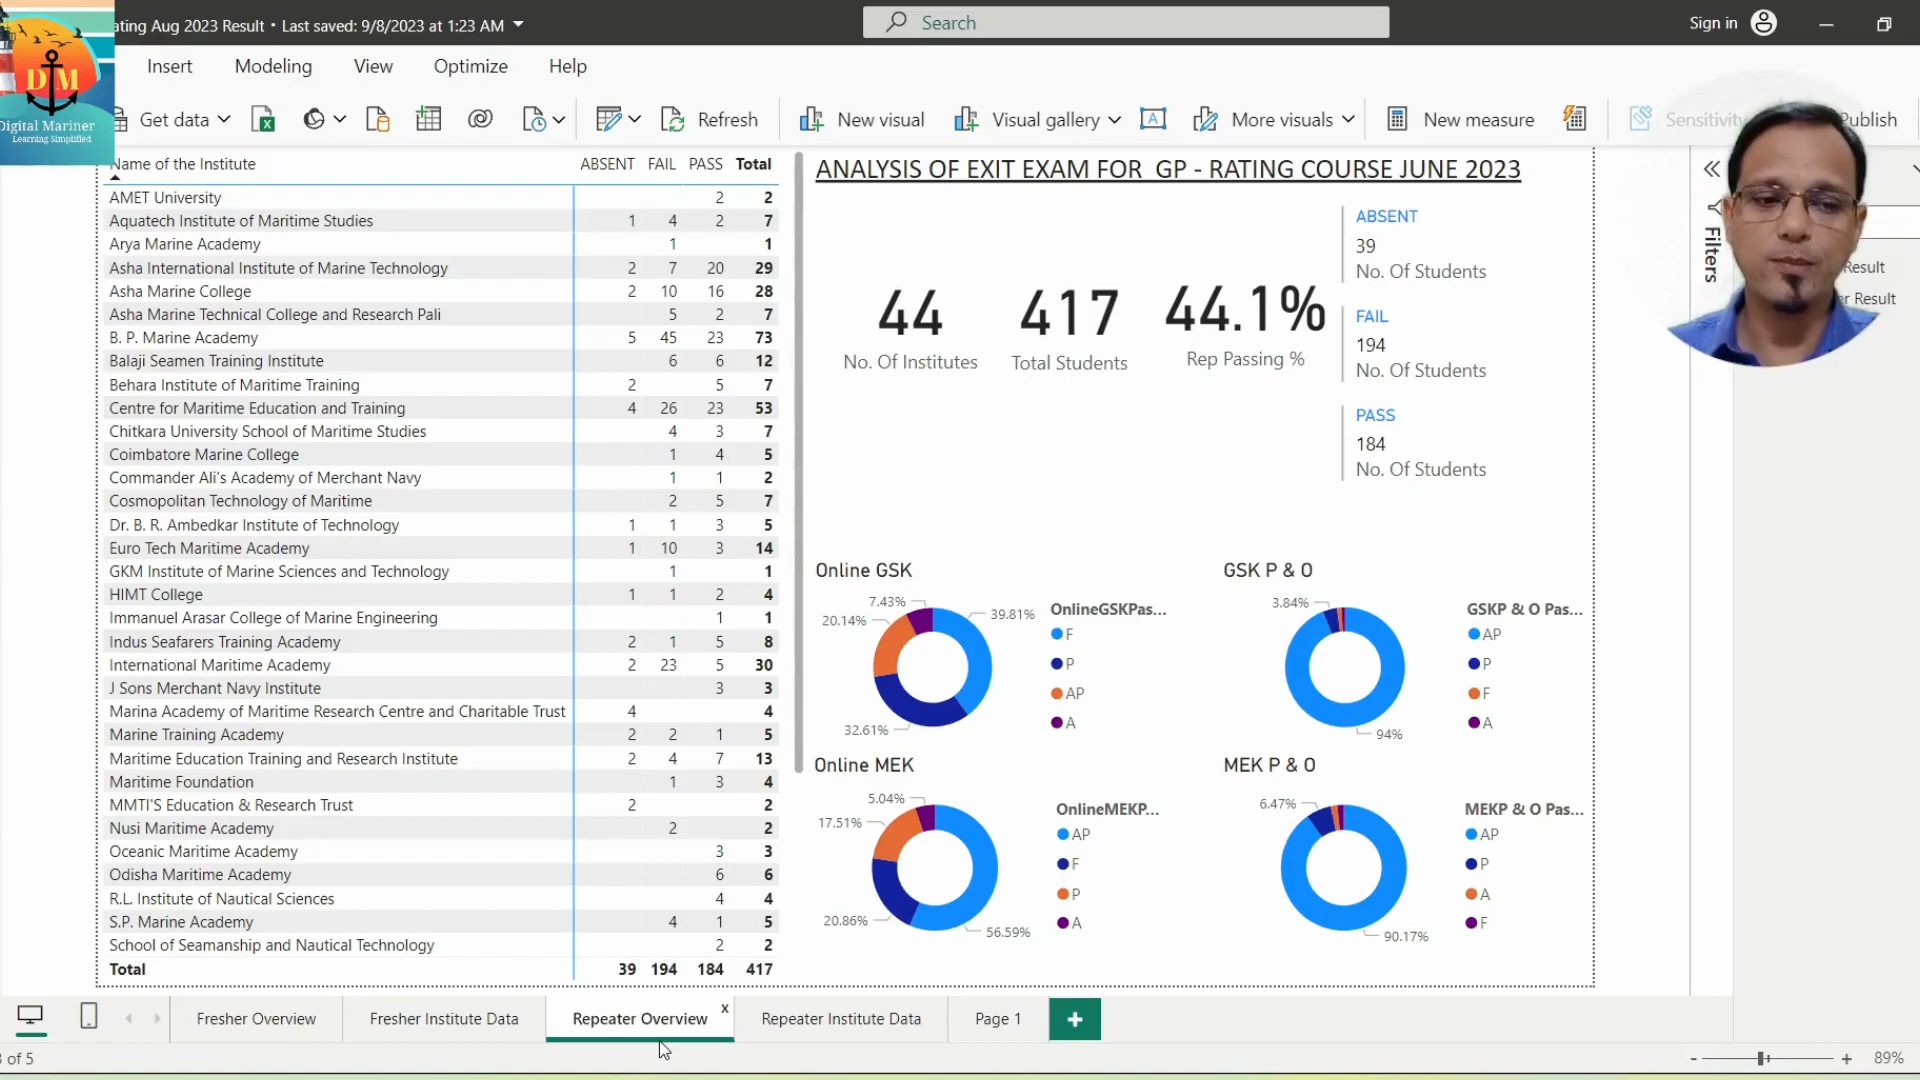 ating Aug 2023 Result • Last saved: 9/8/2023 at 1:23 AM
Search
Sign in
Insert Modeling View Optimize Help
Get data Refresh New visual Visual gallery A More visuals New measure Sensitivity Publish
DM
Digital Mariner
Learning Simplified
Name of the Institute ABSENT FAIL PASS Total
AMET University 2 2
Aquatech Institute of Maritime Studies 1 4 2 7
Arya Marine Academy 1 1
Asha International Institute of Marine Technology 2 7 20 29
Asha Marine College 2 10 16 28
Asha Marine Technical College and Research Pali 5 2 7
B. P. Marine Academy 5 45 23 73
Balaji Seamen Training Institute 6 6 12
Behara Institute of Maritime Training 2 5 7
Centre for Maritime Education and Training 4 26 23 53
Chitkara University School of Maritime Studies 4 3 7
Coimbatore Marine College 1 4 5
Commander Ali's Academy of Merchant Navy 1 1 2
Cosmopolitan Technology of Maritime 2 5 7
Dr. B. R. Ambedkar Institute of Technology 1 1 3 5
Euro Tech Maritime Academy 1 10 3 14
GKM Institute of Marine Sciences and Technology 1 1
HIMT College 1 1 2 4
Immanuel Arasar College of Marine Engineering 1 1
Indus Seafarers Training Academy 2 1 5 8
International Maritime Academy 2 23 5 30
J Sons Merchant Navy Institute 3 3
Marina Academy of Maritime Research Centre and Charitable Trust 4 4
Marine Training Academy 2 2 1 5
Maritime Education Training and Research Institute 2 4 7 13
Maritime Foundation 1 3 4
MMTI'S Education & Research Trust 2 2
Nusi Maritime Academy 2 2
Oceanic Maritime Academy 3 3
Odisha Maritime Academy 6 6
R.L. Institute of Nautical Sciences 4 4
S.P. Marine Academy 4 1 5
School of Seamanship and Nautical Technology 2 2
Total 39 194 184 417
ANALYSIS OF EXIT EXAM FOR GP - RATING COURSE JUNE 2023
44
No. Of Institutes
417
Total Students
44.1%
Rep Passing %
ABSENT
39
No. Of Students
FAIL
194
No. Of Students
PASS
184
No. Of Students
Online GSK
7.43%
20.14%
39.81%
32.61%
OnlineGSKPas...
F
P
AP
A
GSK P & O
3.84%
94%
GSKP & O Pas...
AP
P
F
A
Online MEK
5.04%
17.51%
20.86%
56.59%
OnlineMEKP...
AP
F
P
A
MEK P & O
6.47%
90.17%
MEKP & O Pas...
AP
P
A
F
Filters
Result
er Result
Fresher Overview Fresher Institute Data Repeater Overview x Repeater Institute Data Page 1 +
of 5
- + 89%